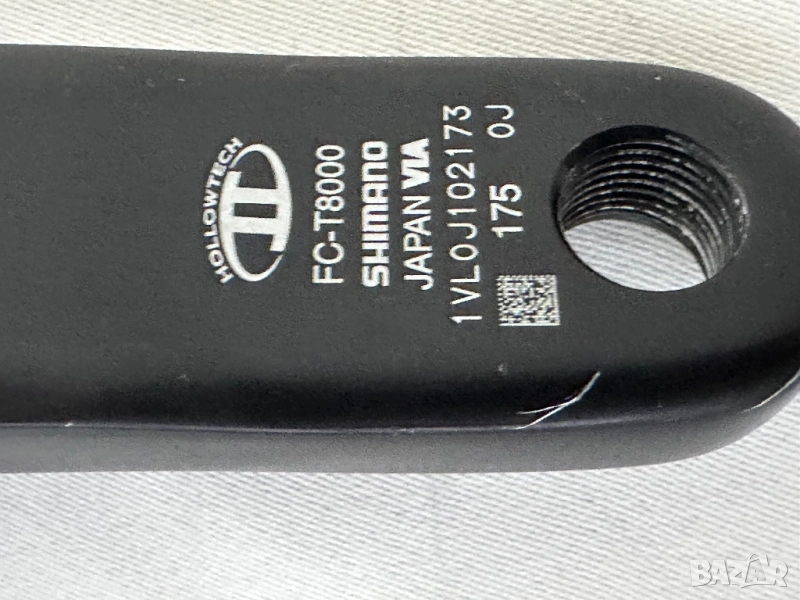 HOLLOWTECH
II
FC-T8000
SHIMANO
JAPAN VIA
1VL0J102173
175 0J
BAZAR